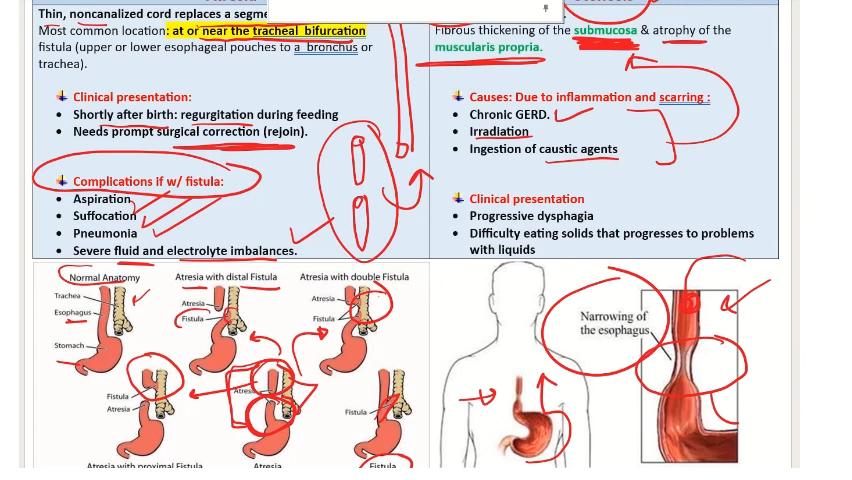 Thin, noncanalized cord replaces a segme
Most common location: at or near the tracheal bifurcation
fistula (upper or lower esophageal pouches to a bronchus or
trachea).
Clinical presentation:
Shortly after birth: regurgitation during feeding
Needs prompt surgical correction (rejoin).
Complications if w/ fistula:
Aspiration
Suffocation
Pneumonia
Severe fluid and electrolyte imbalances.
Fibrous thickening of the submucosa & atrophy of the
muscularis propria.
Causes: Due to inflammation and scarring :
Chronic GERD.
Irradiation
Ingestion of caustic agents
Clinical presentation
Progressive dysphagia
Difficulty eating solids that progresses to problems
with liquids
Normal Anatomy
Trachea
Esophagus
Stomach
Atresia with distal Fistula
Atresia
Fistula
Atresia with double Fistula
Atresia
Fistula
Fistula
Atresia
Atresia with proximal Fistula
Atresia
Fistula
Fistula
Narrowing of
the esophagus